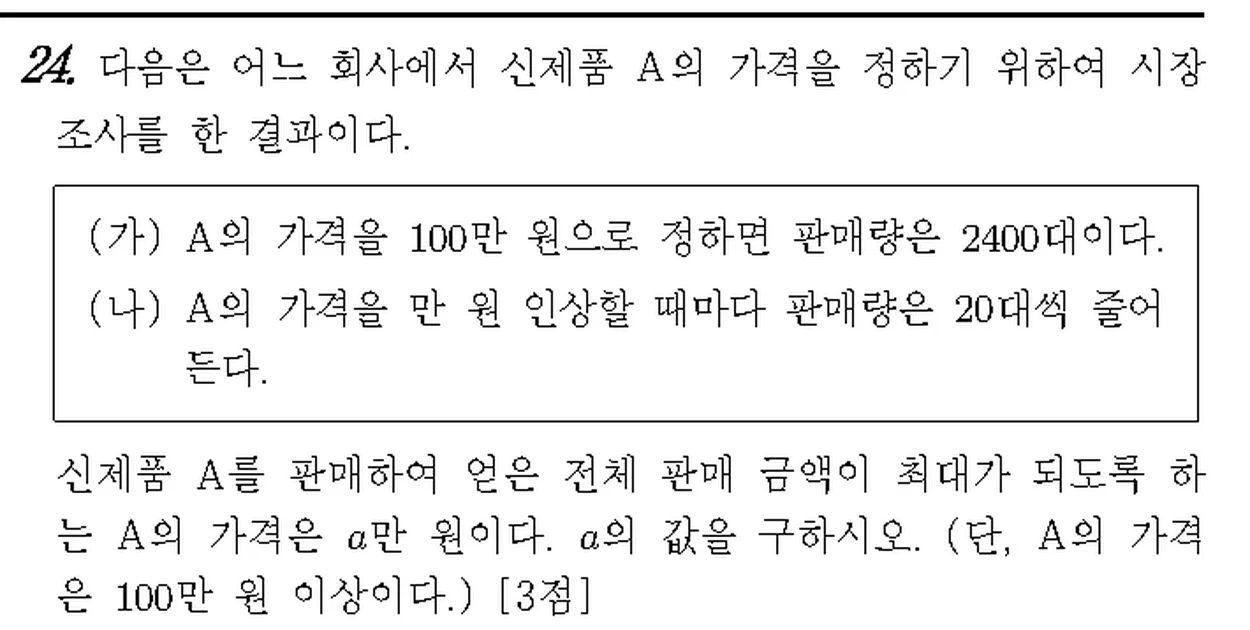 24. 다음은 어느 회사에서 신제품 A의 가격을 정하기 위하여 시장
조사를 한 결과이다.
(가) A의 가격을 100만 원으로 정하면 판매량은 2400대이다.
(나) A의 가격을 만 원 인상할 때마다 판매량은 20대씩 줄어
든다.
신제품 A를 판매하여 얻은 전체 판매 금액이 최대가 되도록 하
는 A의 가격은 a만 원이다. a의 값을 구하시오. (단, A의 가격
은 100만 원 이상이다.) [3점]